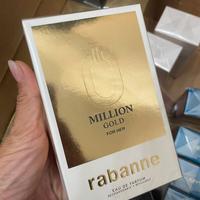 MILLION
GOLD
FOR HER
rabanne
EAU DE PARFUM